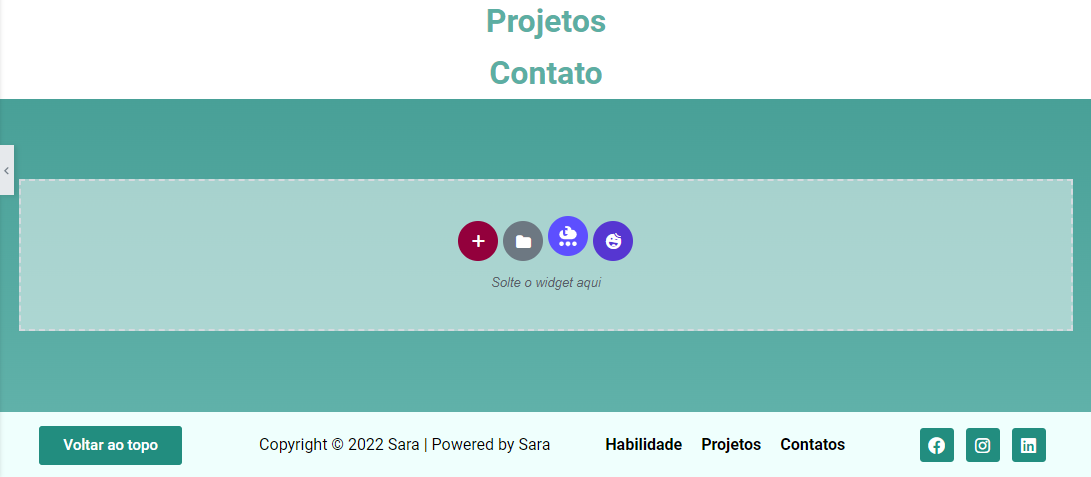 Projetos
Contato
Solte o widget aqui
Voltar ao topo
Copyright © 2022 Sara | Powered by Sara
Habilidade Projetos Contatos